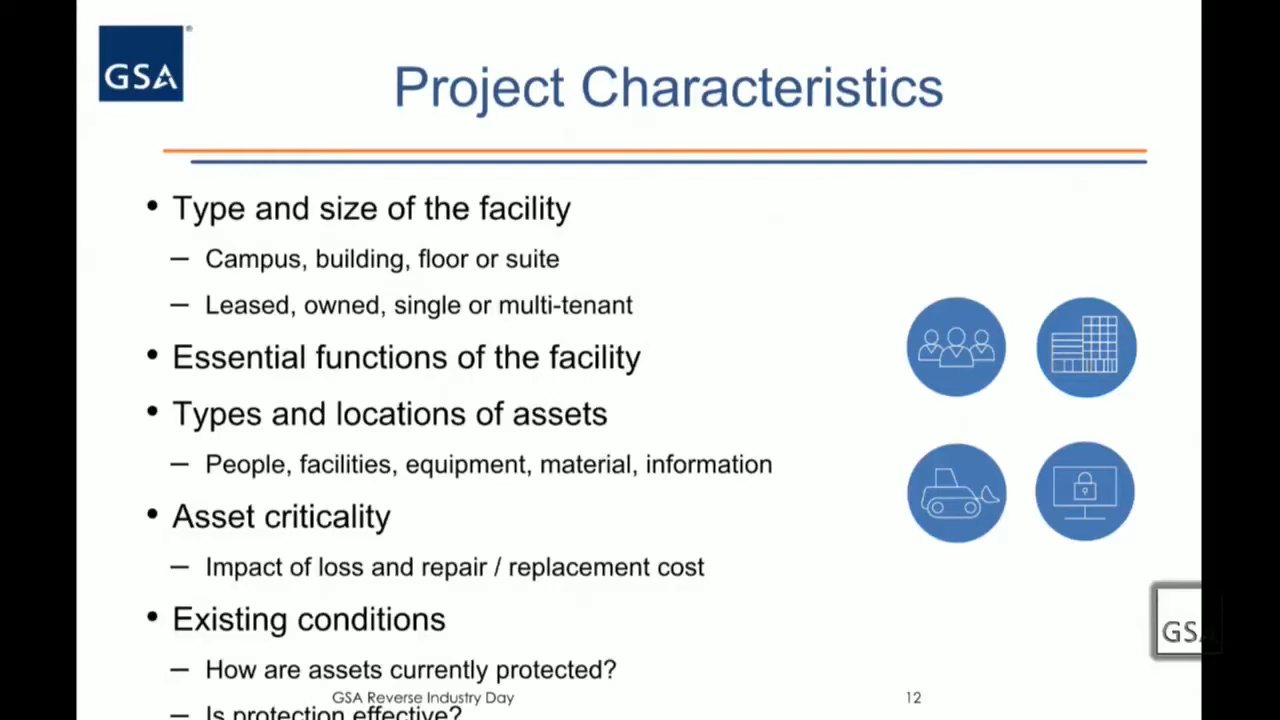 GSA
®
Project Characteristics
• Type and size of the facility
– Campus, building, floor or suite
– Leased, owned, single or multi-tenant
• Essential functions of the facility
• Types and locations of assets
– People, facilities, equipment, material, information
• Asset criticality
– Impact of loss and repair / replacement cost
• Existing conditions
– How are assets currently protected?
– Is protection effective?
GSA Reverse Industry Day
12
GSA